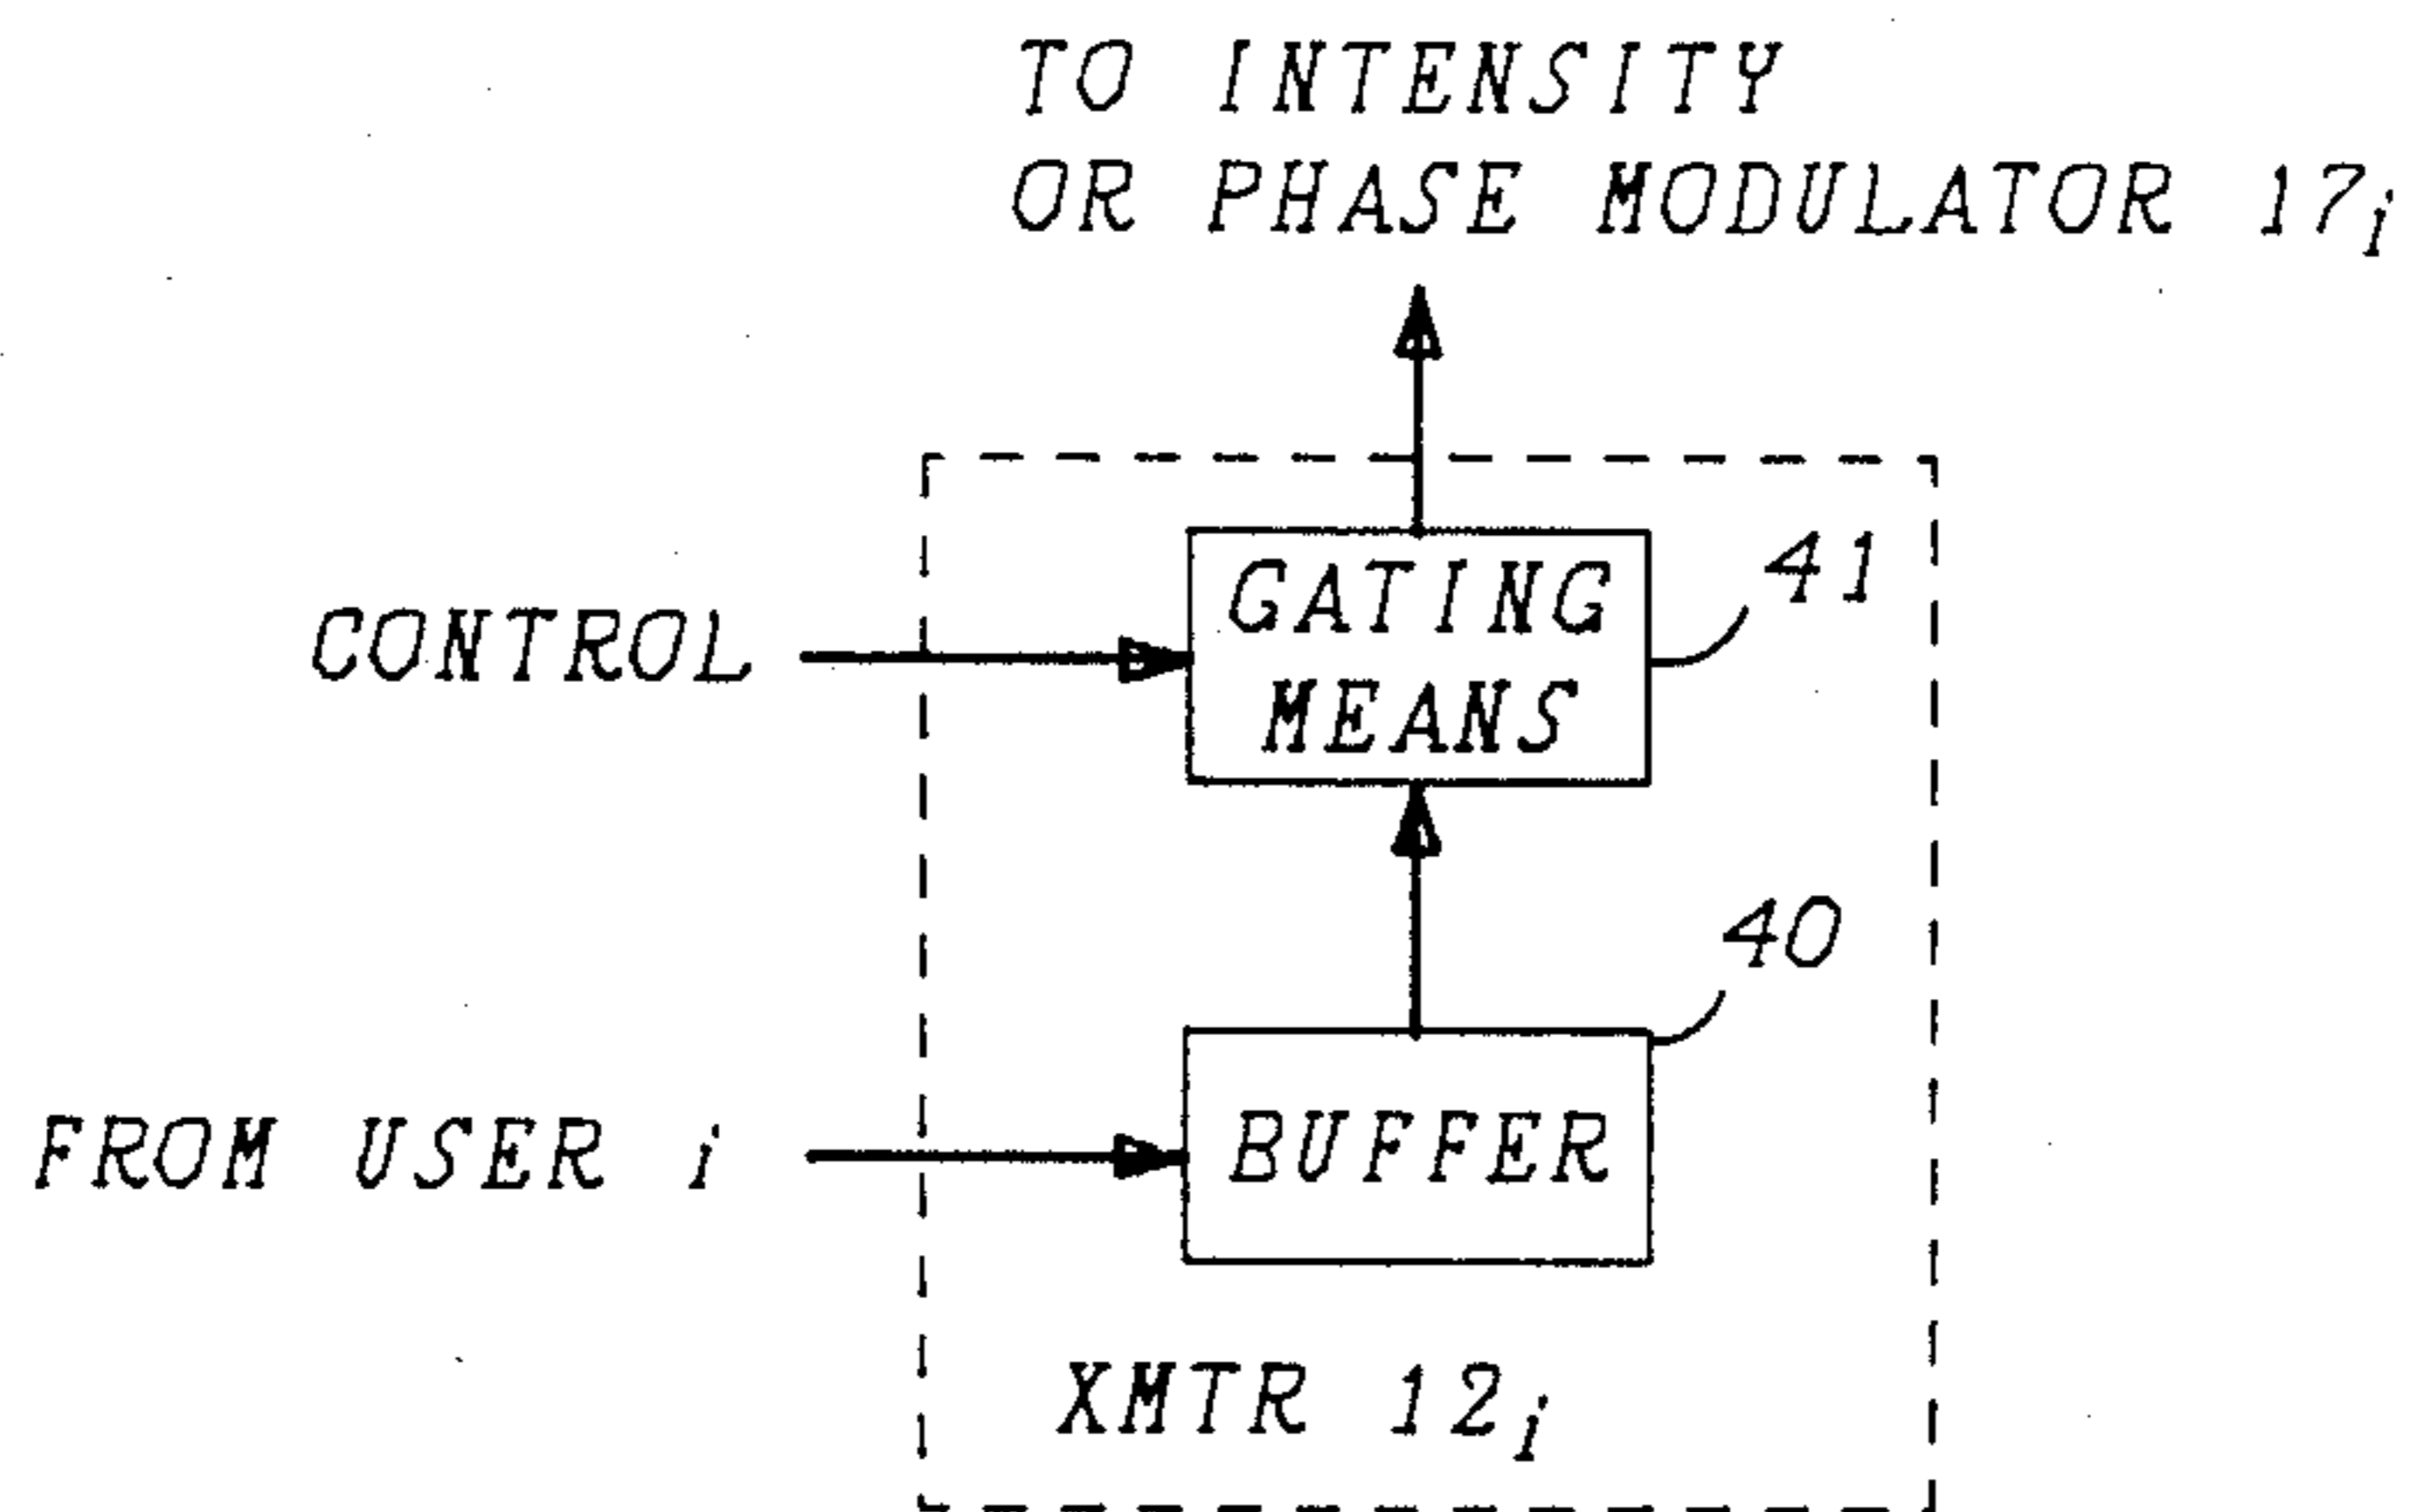 TO INTENSITY
OR PHASE MODULATOR 17i
GATING
MEANS
41
CONTROL
40
BUFFER
FROM USER i
XMTR 12i